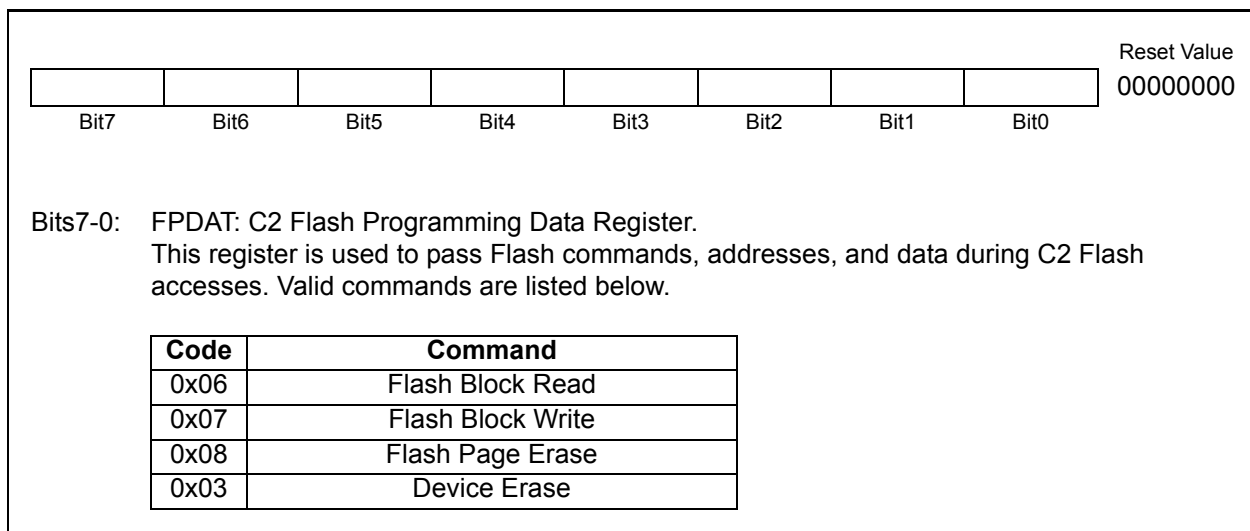 Reset Value
00000000
Bit7 Bit6 Bit5 Bit4 Bit3 Bit2 Bit1 Bit0
Bits7-0: FPDAT: C2 Flash Programming Data Register.
This register is used to pass Flash commands, addresses, and data during C2 Flash
accesses. Valid commands are listed below.
Code Command
0x06 Flash Block Read
0x07 Flash Block Write
0x08 Flash Page Erase
0x03 Device Erase